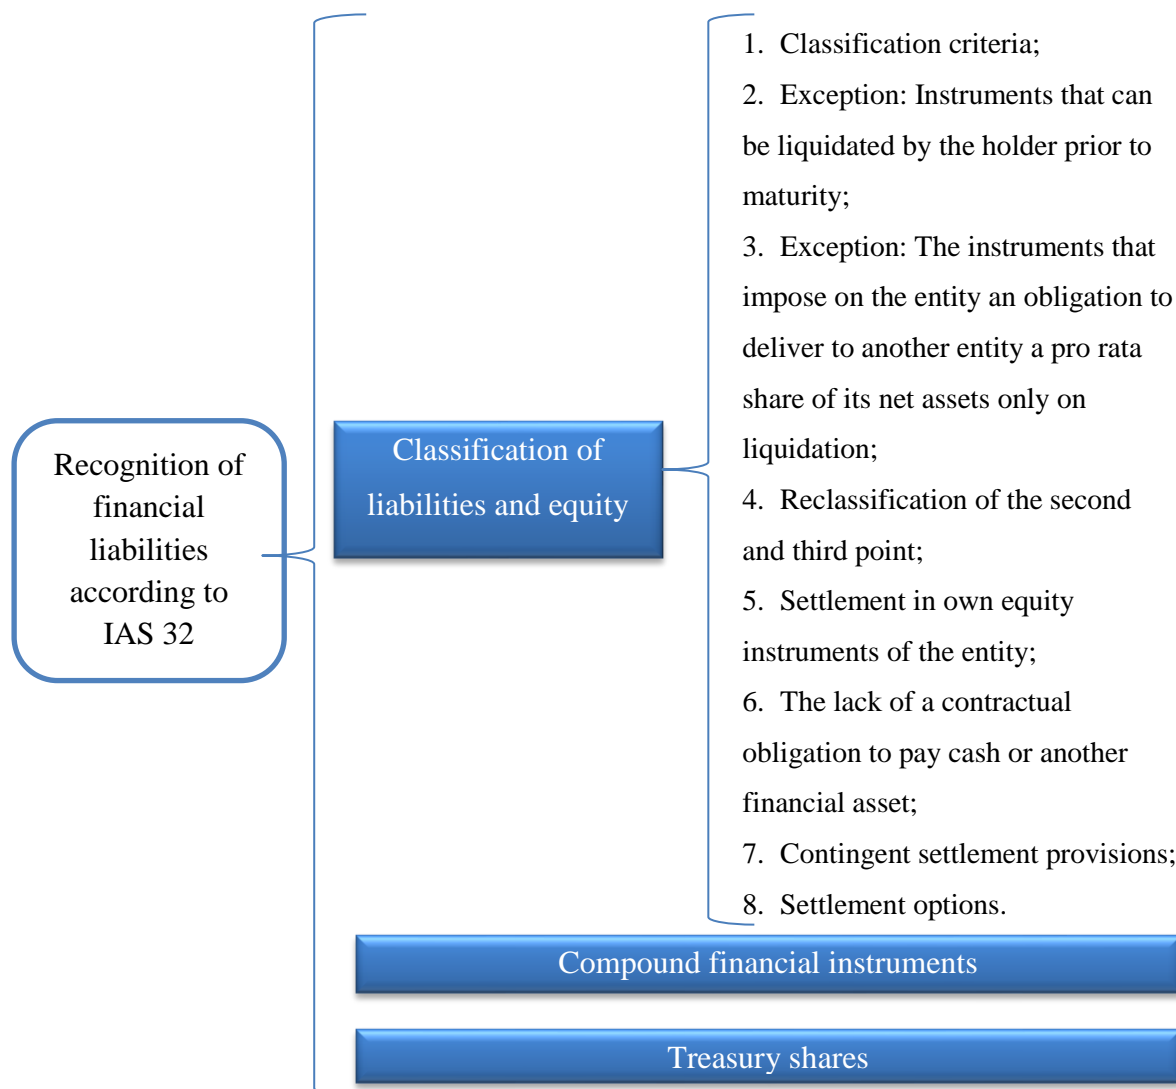 Recognition of
financial
liabilities
according to
IAS 32
Classification of
liabilities and equity
1. Classification criteria;
2. Exception: Instruments that can
be liquidated by the holder prior to
maturity;
3. Exception: The instruments that
impose on the entity an obligation to
deliver to another entity a pro rata
share of its net assets only on
liquidation;
4. Reclassification of the second
and third point;
5. Settlement in own equity
instruments of the entity;
6. The lack of a contractual
obligation to pay cash or another
financial asset;
7. Contingent settlement provisions;
8. Settlement options.
Compound financial instruments
Treasury shares